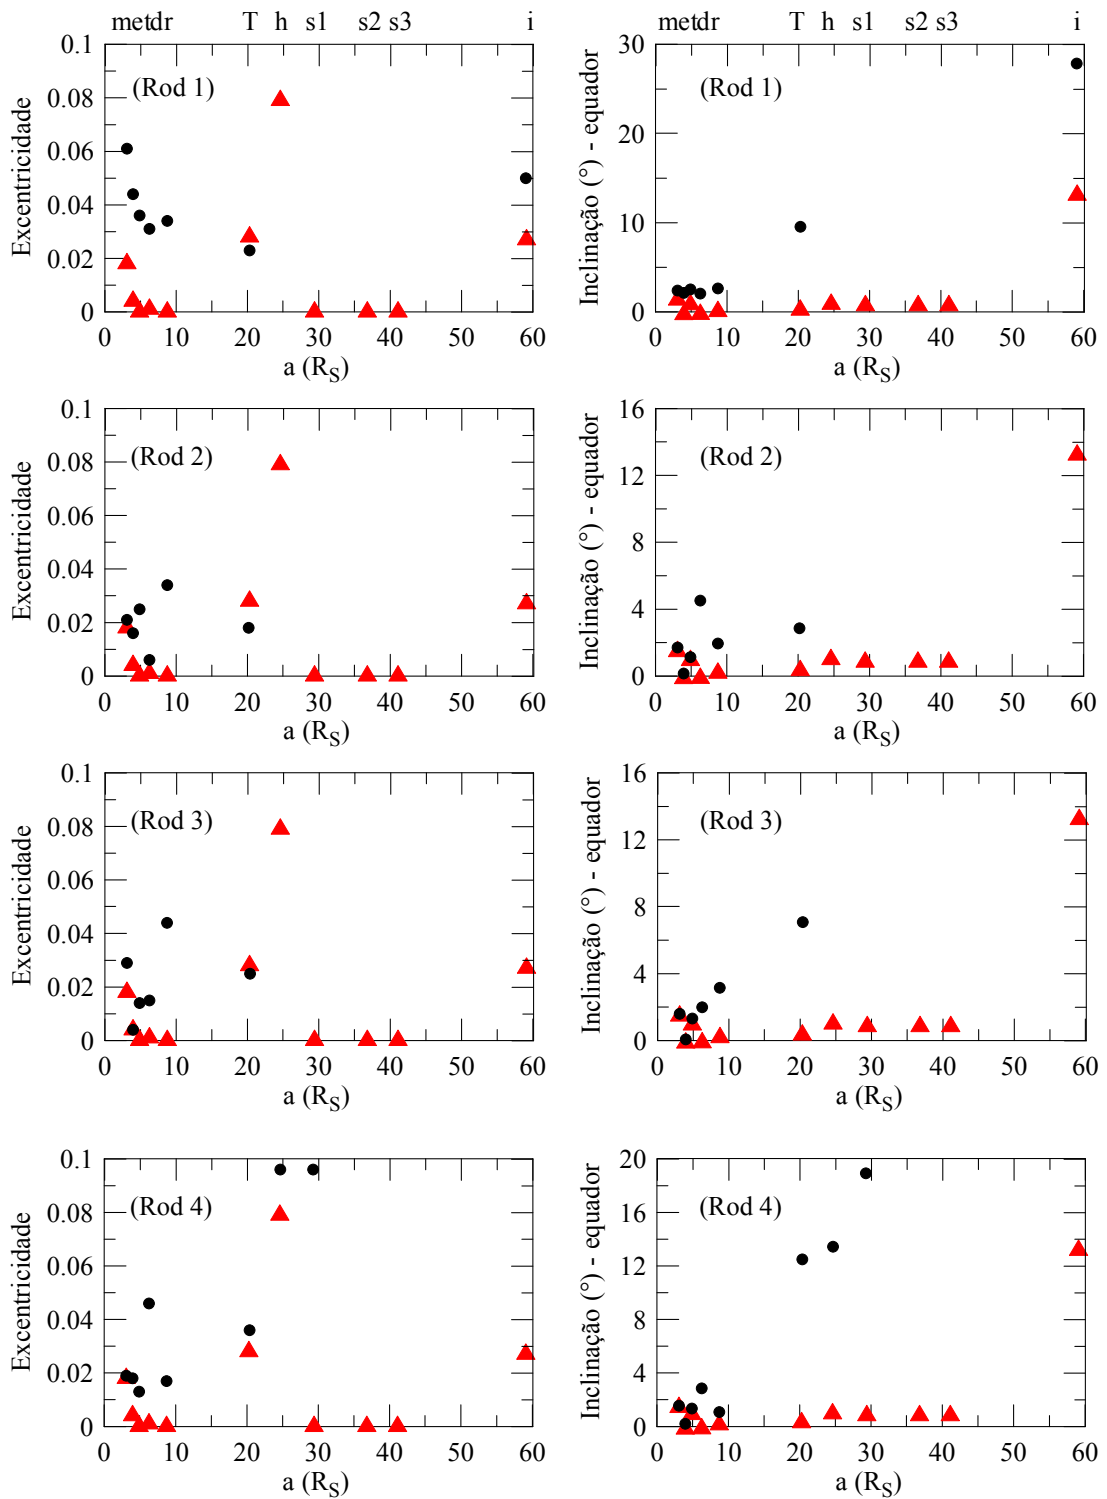 metdr T h s1 s2 s3 i
metdr T h s1 s2 s3 i
0.1
0.08
0.06
0.04
0.02
0
Excentricidade
(Rod 1)
0 10 20 30 40 50 60
a (RS)
30
20
10
0
Inclinação (°) - equador
(Rod 1)
0 10 20 30 40 50 60
a (RS)
0.1
0.08
0.06
0.04
0.02
0
Excentricidade
(Rod 2)
0 10 20 30 40 50 60
a (RS)
16
12
8
4
0
Inclinação (°) - equador
(Rod 2)
0 10 20 30 40 50 60
a (RS)
0.1
0.08
0.06
0.04
0.02
0
Excentricidade
(Rod 3)
0 10 20 30 40 50 60
a (RS)
16
12
8
4
0
Inclinação (°) - equador
(Rod 3)
0 10 20 30 40 50 60
a (RS)
0.1
0.08
0.06
0.04
0.02
0
Excentricidade
(Rod 4)
0 10 20 30 40 50 60
a (RS)
20
16
12
8
4
0
Inclinação (°) - equador
(Rod 4)
0 10 20 30 40 50 60
a (RS)